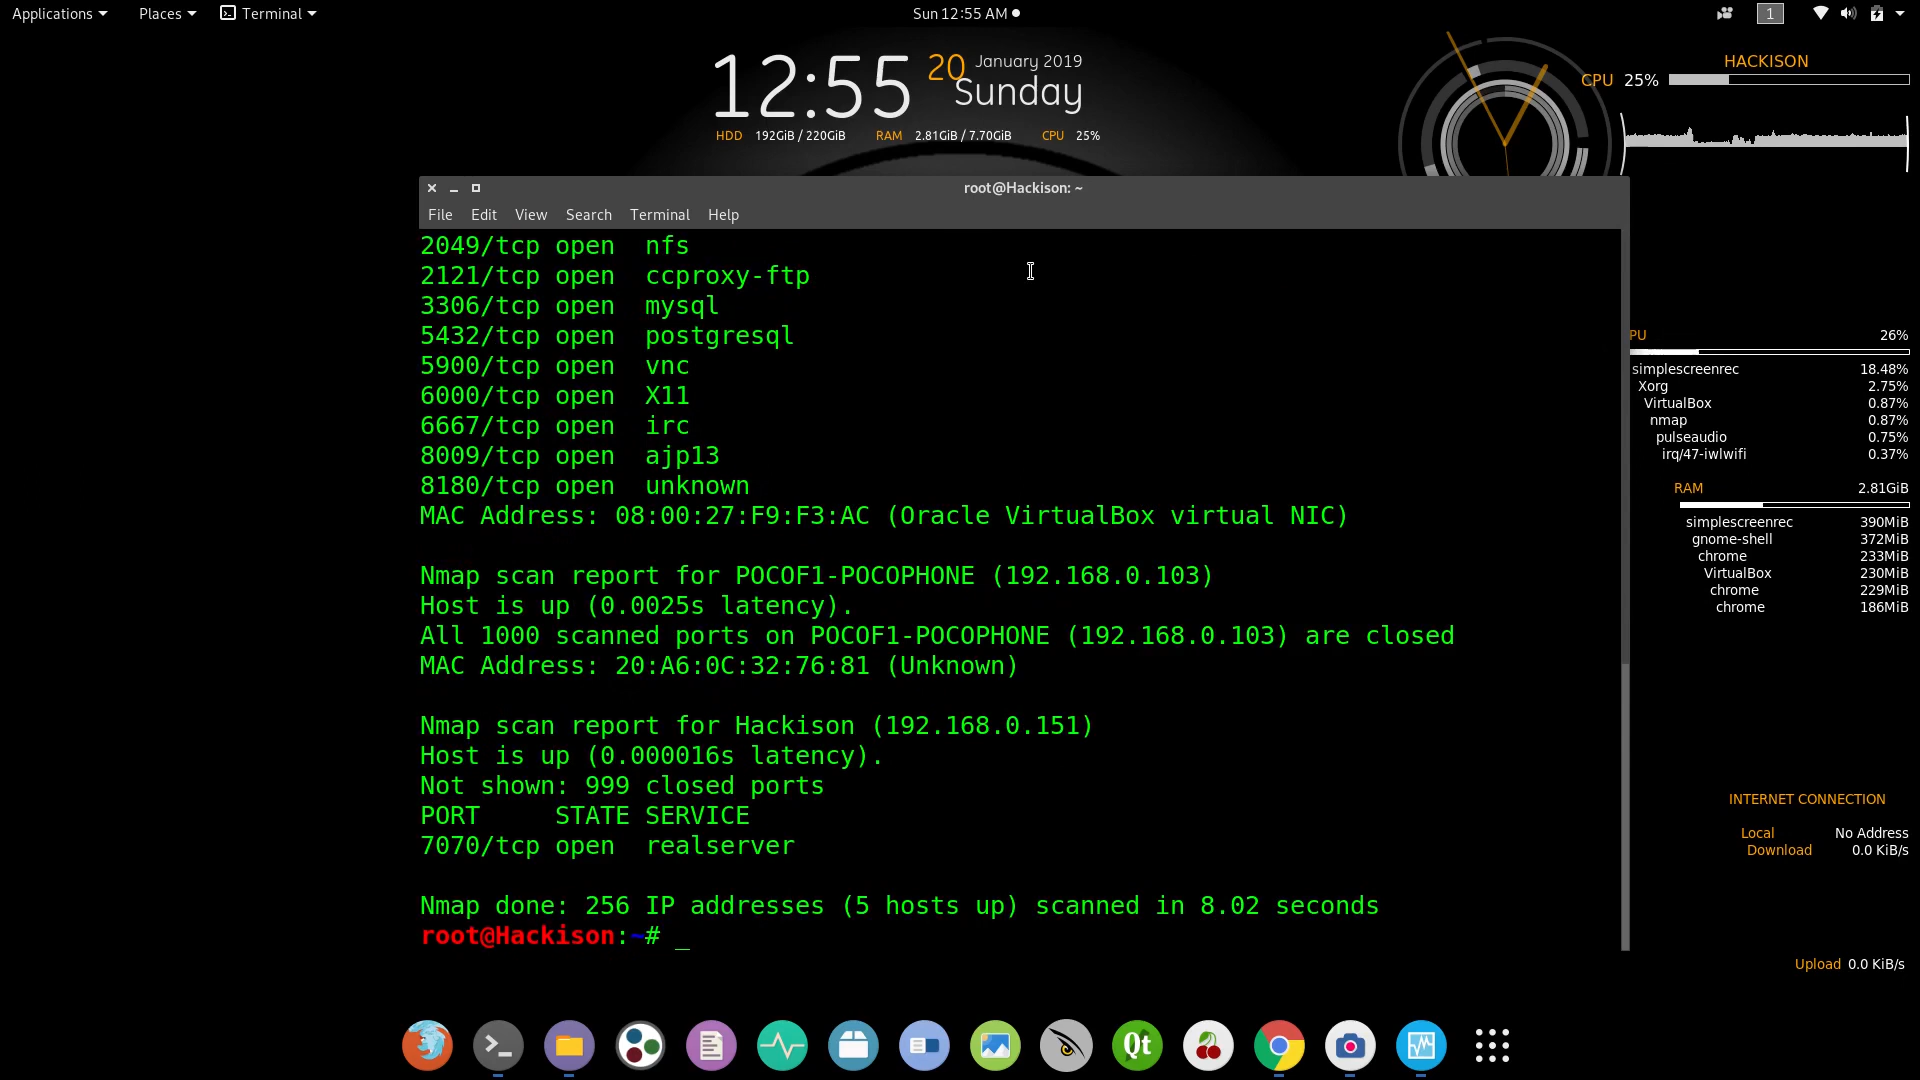 Applications Places Terminal Sun 12:55 AM 1
12:55 20 January 2019
Sunday
HDD 192GiB / 220GiB RAM 2.81GiB / 7.70GiB CPU 25%
HACKISON
CPU 25%
root@Hackison: ~
File Edit View Search Terminal Help
2049/tcp open nfs
2121/tcp open ccproxy-ftp
3306/tcp open mysql
5432/tcp open postgresql
5900/tcp open vnc
6000/tcp open X11
6667/tcp open irc
8009/tcp open ajp13
8180/tcp open unknown
MAC Address: 08:00:27:F9:F3:AC (Oracle VirtualBox virtual NIC)
Nmap scan report for POCOF1-POCOPHONE (192.168.0.103)
Host is up (0.0025s latency).
All 1000 scanned ports on POCOF1-POCOPHONE (192.168.0.103) are closed
MAC Address: 20:A6:0C:32:76:81 (Unknown)
Nmap scan report for Hackison (192.168.0.151)
Host is up (0.000016s latency).
Not shown: 999 closed ports
PORT STATE SERVICE
7070/tcp open realserver
Nmap done: 256 IP addresses (5 hosts up) scanned in 8.02 seconds
root@Hackison:~# _
PU 26%
simplescreenrec 18.48%
Xorg 2.75%
VirtualBox 0.87%
nmap 0.87%
pulseaudio 0.75%
irq/47-iwlwifi 0.37%
RAM 2.81GiB
simplescreenrec 390MiB
gnome-shell 372MiB
chrome 233MiB
VirtualBox 230MiB
chrome 229MiB
chrome 186MiB
INTERNET CONNECTION
Local No Address
Download 0.0 KiB/s
Upload 0.0 KiB/s
Qt